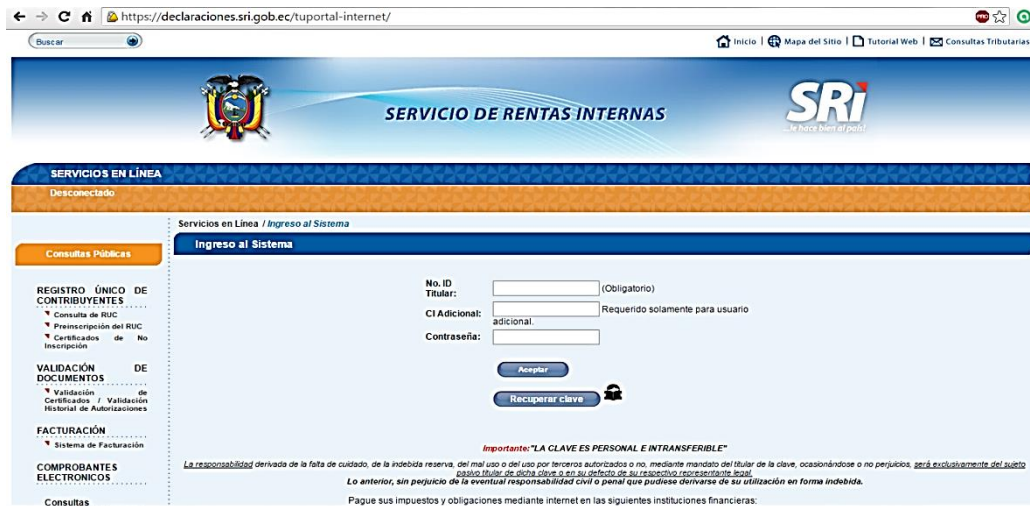 https://declaraciones.sri.gob.ec/tuportal-internet/
PRO
Buscar
Inicio | Mapa del Sitio | Tutorial Web | Consultas Tributarias
SERVICIO DE RENTAS INTERNAS
SRi
...le hace bien al país!
SERVICIOS EN LÍNEA
Desconectado
Servicios en Línea / Ingreso al Sistema
Ingreso al Sistema
Consultas Públicas
REGISTRO ÚNICO DE
CONTRIBUYENTES
Consulta de RUC
Preinscripción del RUC
Certificados de No
Inscripción
VALIDACIÓN DE
DOCUMENTOS
Validación de
Certificados / Validación
Historial de Autorizaciones
FACTURACIÓN
Sistema de Facturación
COMPROBANTES
ELECTRONICOS
Consultas
No. ID
Titular: (Obligatorio)
CI Adicional: Requerido solamente para usuario
adicional.
Contraseña:
Aceptar
Recuperar clave
Importante:"LA CLAVE ES PERSONAL E INTRANSFERIBLE"
La responsabilidad derivada de la falta de cuidado, de la indebida reserva, del mal uso o del uso por terceros autorizados o no, mediante mandato del titular de la clave, ocasionándose o no perjuicios, será exclusivamente del sujeto
pasivo titular de dicha clave o en su defecto de su respectivo representante legal.
Lo anterior, sin perjuicio de la eventual responsabilidad civil o penal que pudiese derivarse de su utilización en forma indebida.
Pague sus impuestos y obligaciones mediante internet en las siguientes instituciones financieras: